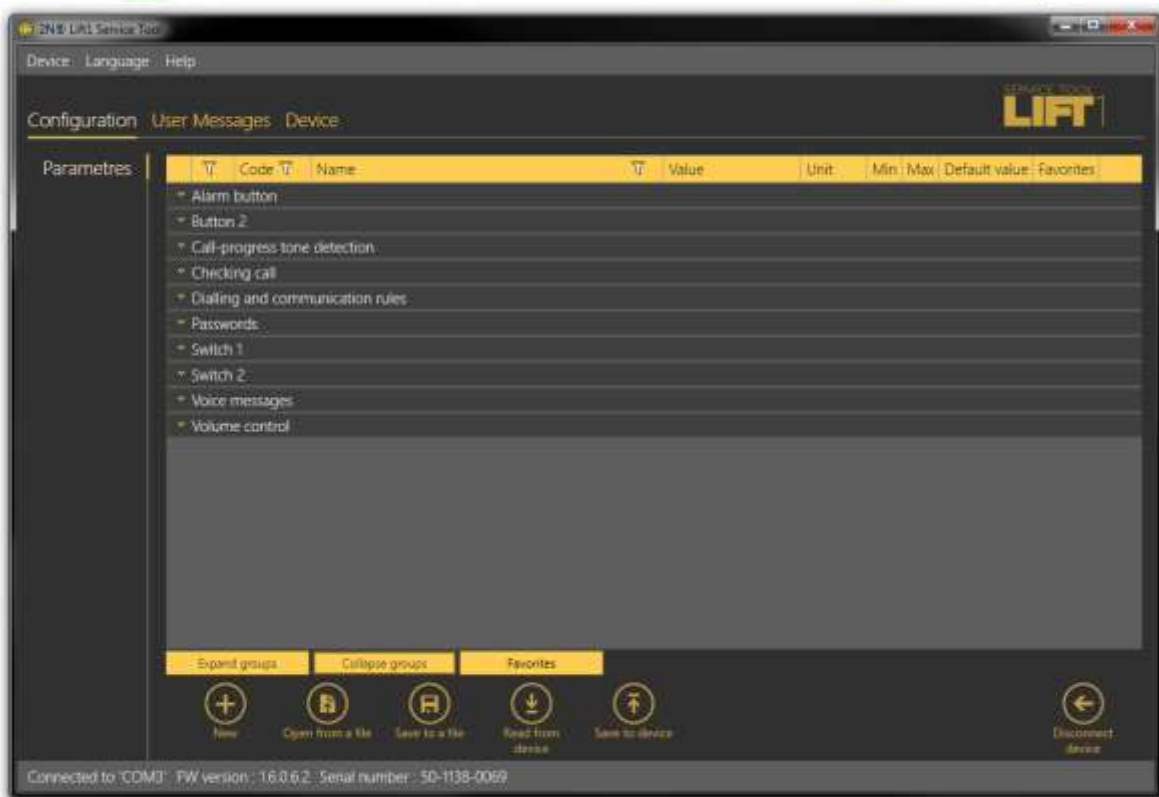 2N® Lift1 Service Tool
Device Language Help
SERVICE TOOL
LIFT1
Configuration User Messages Device
Parametres
Code Name Value Unit Min Max Default value Favorites
Alarm button
Button 2
Call-progress tone detection
Checking call
Dialling and communication rules
Passwords
Switch 1
Switch 2
Voice messages
Volume control
Expand groups Collapse groups Favorites
New Open from a file Save to a file Read from device Save to device Disconnect device
Connected to 'COM3' FW version : 1.6.0.6.2 Serial number : 50-1138-0069